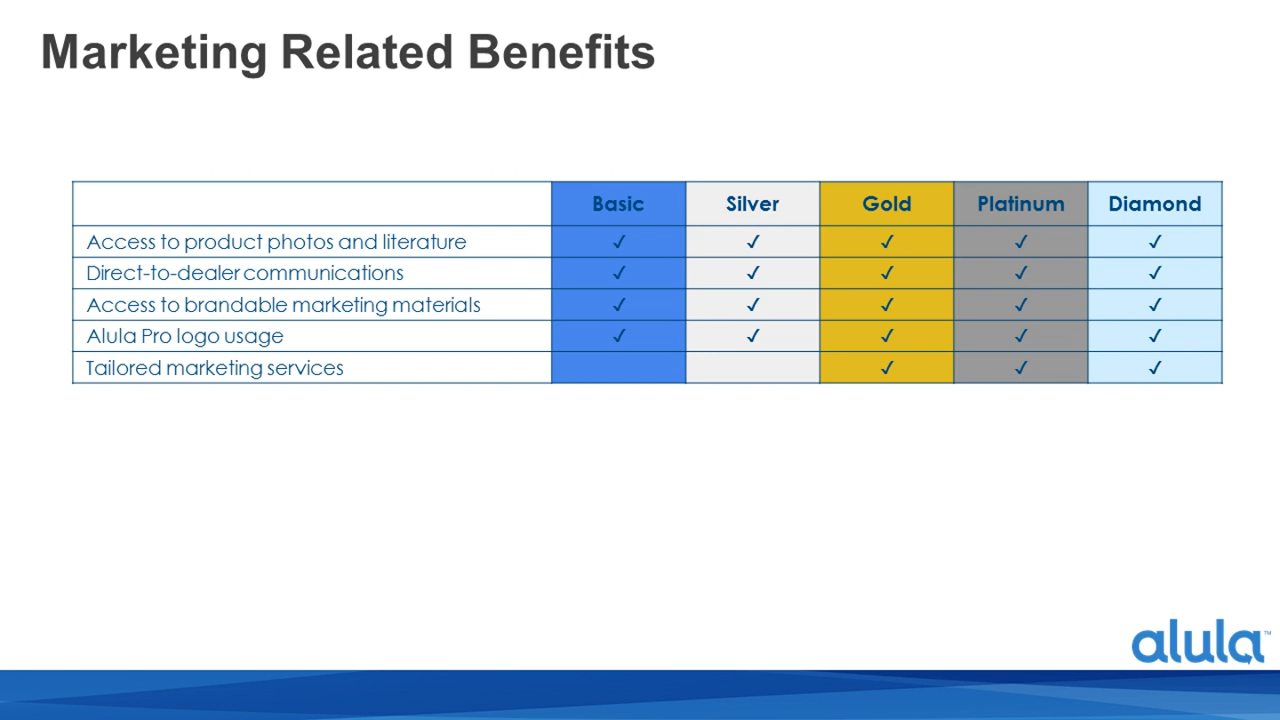 Marketing Related Benefits
Basic Silver Gold Platinum Diamond
Access to product photos and literature ✓ ✓ ✓ ✓ ✓
Direct-to-dealer communications ✓ ✓ ✓ ✓ ✓
Access to brandable marketing materials ✓ ✓ ✓ ✓ ✓
Alula Pro logo usage ✓ ✓ ✓ ✓ ✓
Tailored marketing services ✓ ✓ ✓
alula™